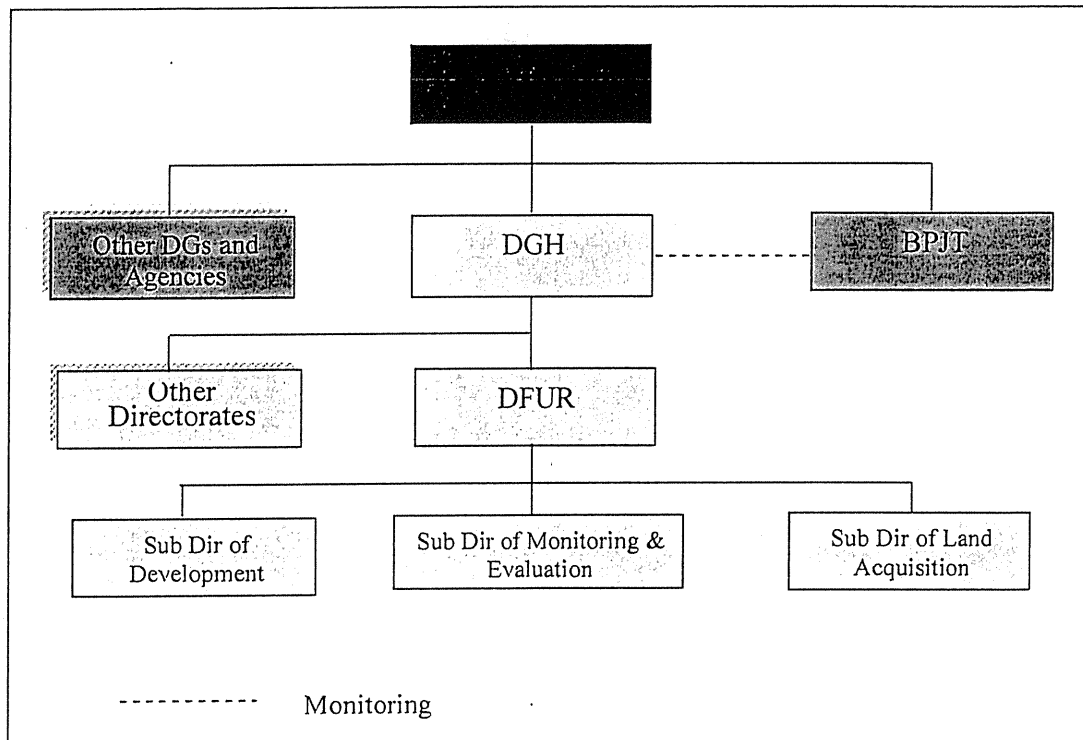 Other DGs and
Agencies
DGH
BPJT
Other
Directorates
DFUR
Sub Dir of
Development
Sub Dir of Monitoring &
Evaluation
Sub Dir of Land
Acquisition
Monitoring